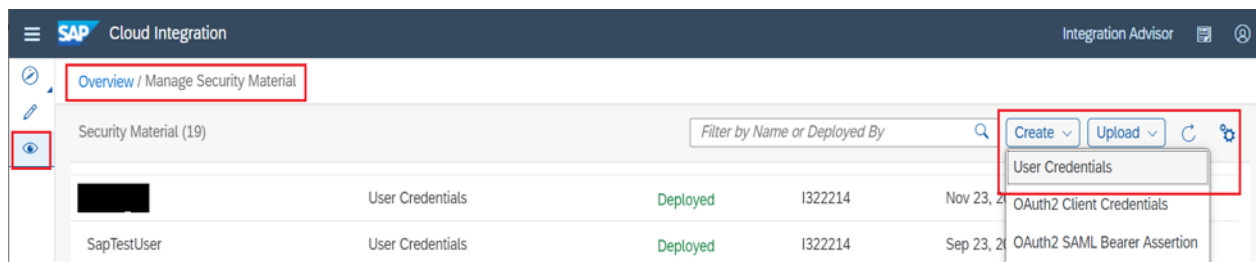 SAP Cloud Integration Integration Advisor
Overview / Manage Security Material
Security Material (19) Filter by Name or Deployed By Create Upload
User Credentials
User Credentials Deployed I322214 Nov 23,
OAuth2 Client Credentials
SapTestUser User Credentials Deployed I322214 Sep 23,
OAuth2 SAML Bearer Assertion